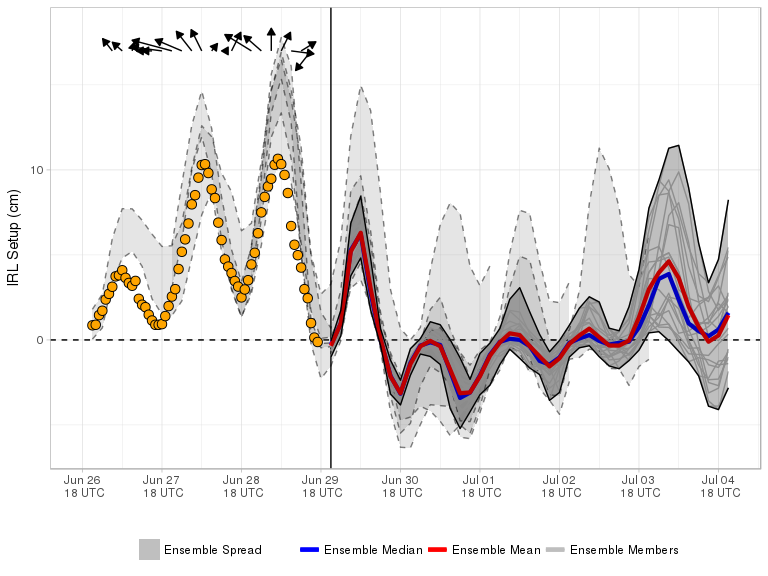 10
0
IRL Setup (cm)
Jun 26 Jun 27 Jun 28 Jun 29 Jun 30 Jul 01 Jul 02 Jul 03 Jul 04
18 UTC 18 UTC 18 UTC 18 UTC 18 UTC 18 UTC 18 UTC 18 UTC 18 UTC
Ensemble Spread Ensemble Median Ensemble Mean Ensemble Members